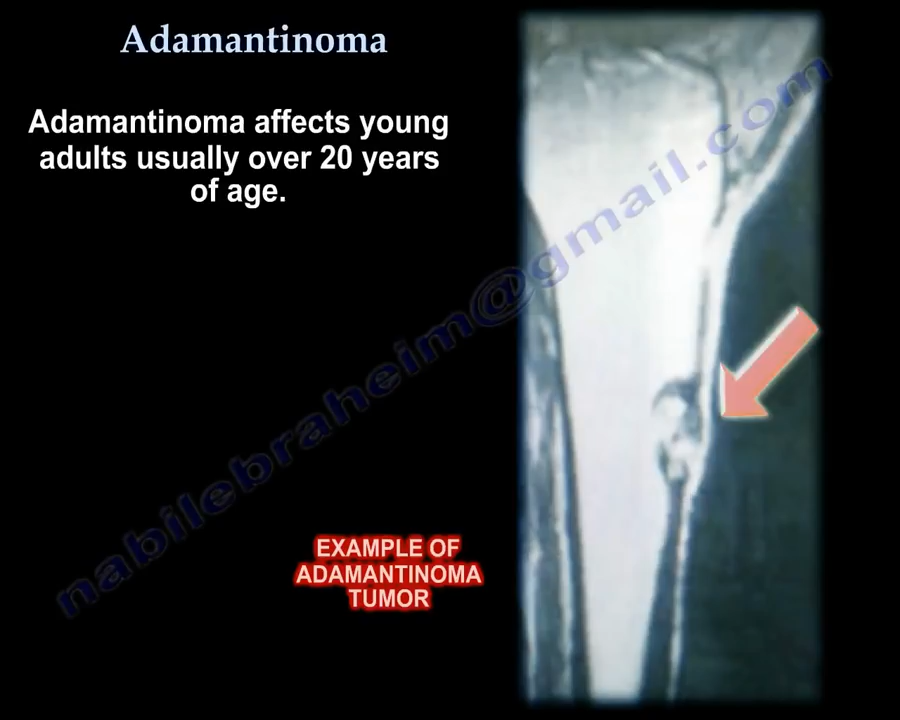 Adamantinoma
Adamantinoma affects young
adults usually over 20 years
of age.
nabilebraheim@gmail.com
EXAMPLE OF
ADAMANTINOMA
TUMOR